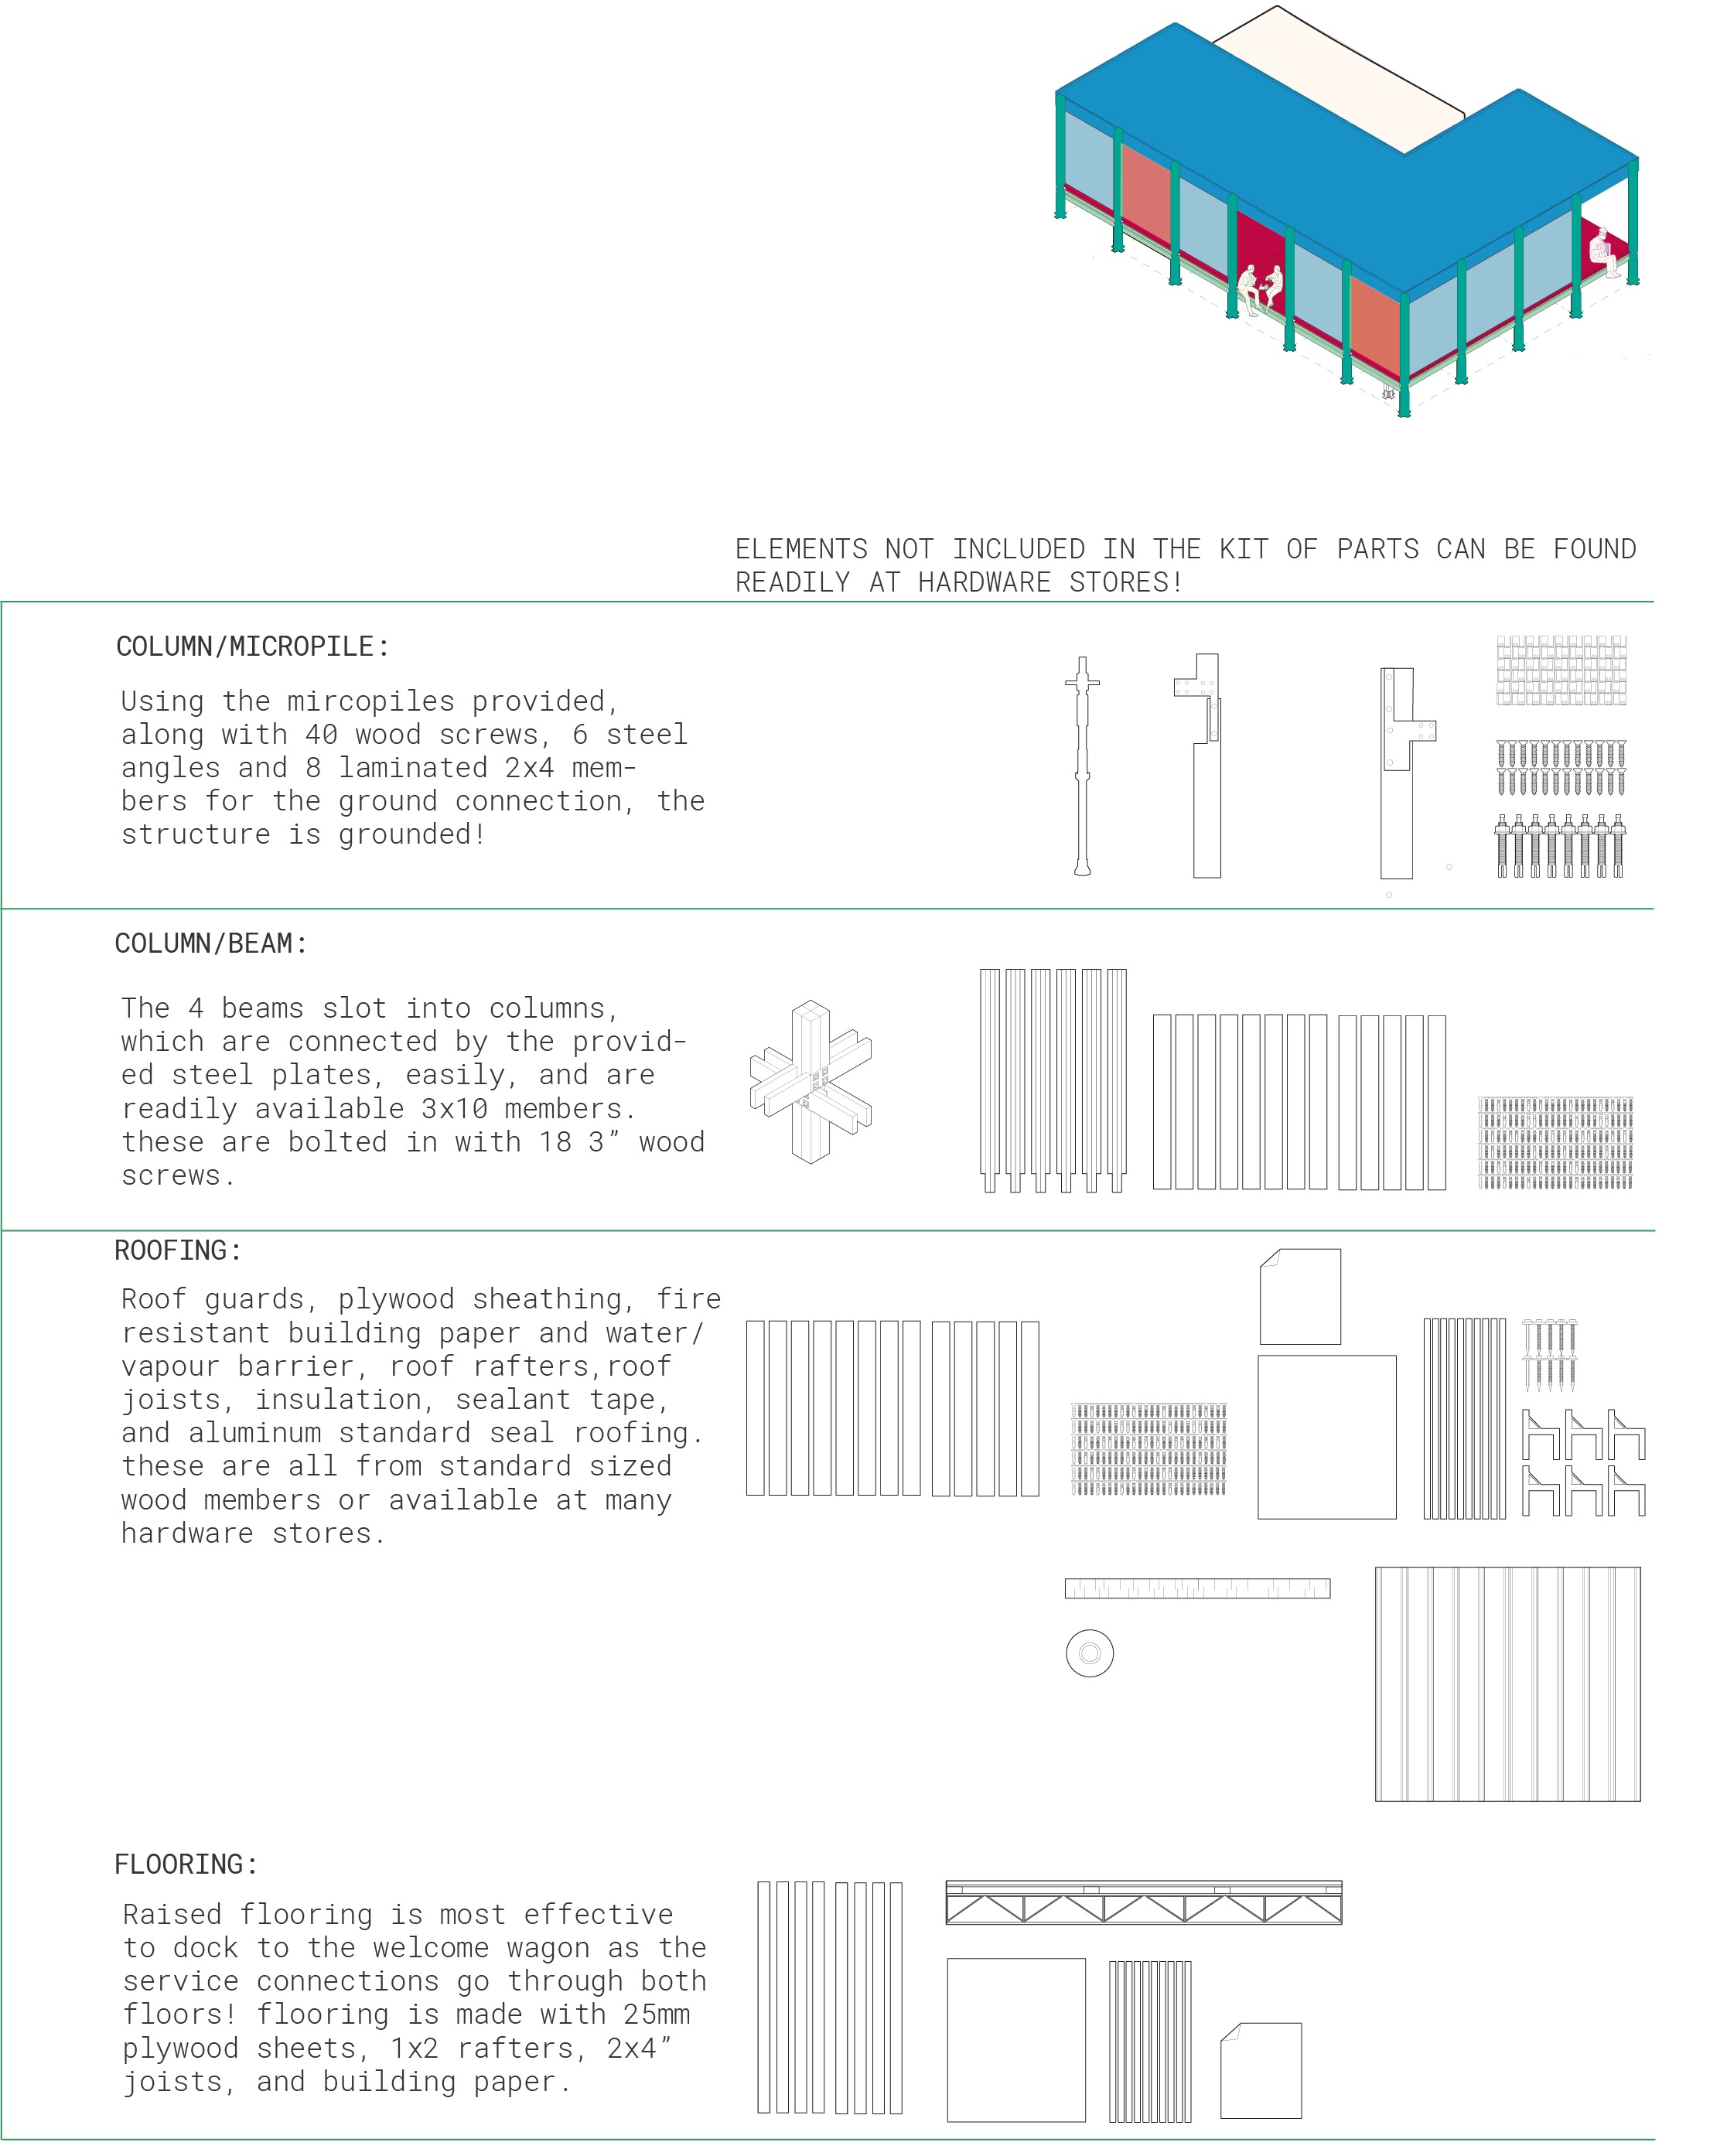 ELEMENTS NOT INCLUDED IN THE KIT OF PARTS CAN BE FOUND
READILY AT HARDWARE STORES!
COLUMN/MICROPILE:
Using the mircopiles provided,
along with 40 wood screws, 6 steel
angles and 8 laminated 2x4 mem-
bers for the ground connection, the
structure is grounded!
COLUMN/BEAM:
The 4 beams slot into columns,
which are connected by the provid-
ed steel plates, easily, and are
readily available 3x10 members.
these are bolted in with 18 3” wood
screws.
ROOFING:
Roof guards, plywood sheathing, fire
resistant building paper and water/
vapour barrier, roof rafters,roof
joists, insulation, sealant tape,
and aluminum standard seal roofing.
these are all from standard sized
wood members or available at many
hardware stores.
FLOORING:
Raised flooring is most effective
to dock to the welcome wagon as the
service connections go through both
floors! flooring is made with 25mm
plywood sheets, 1x2 rafters, 2x4”
joists, and building paper.